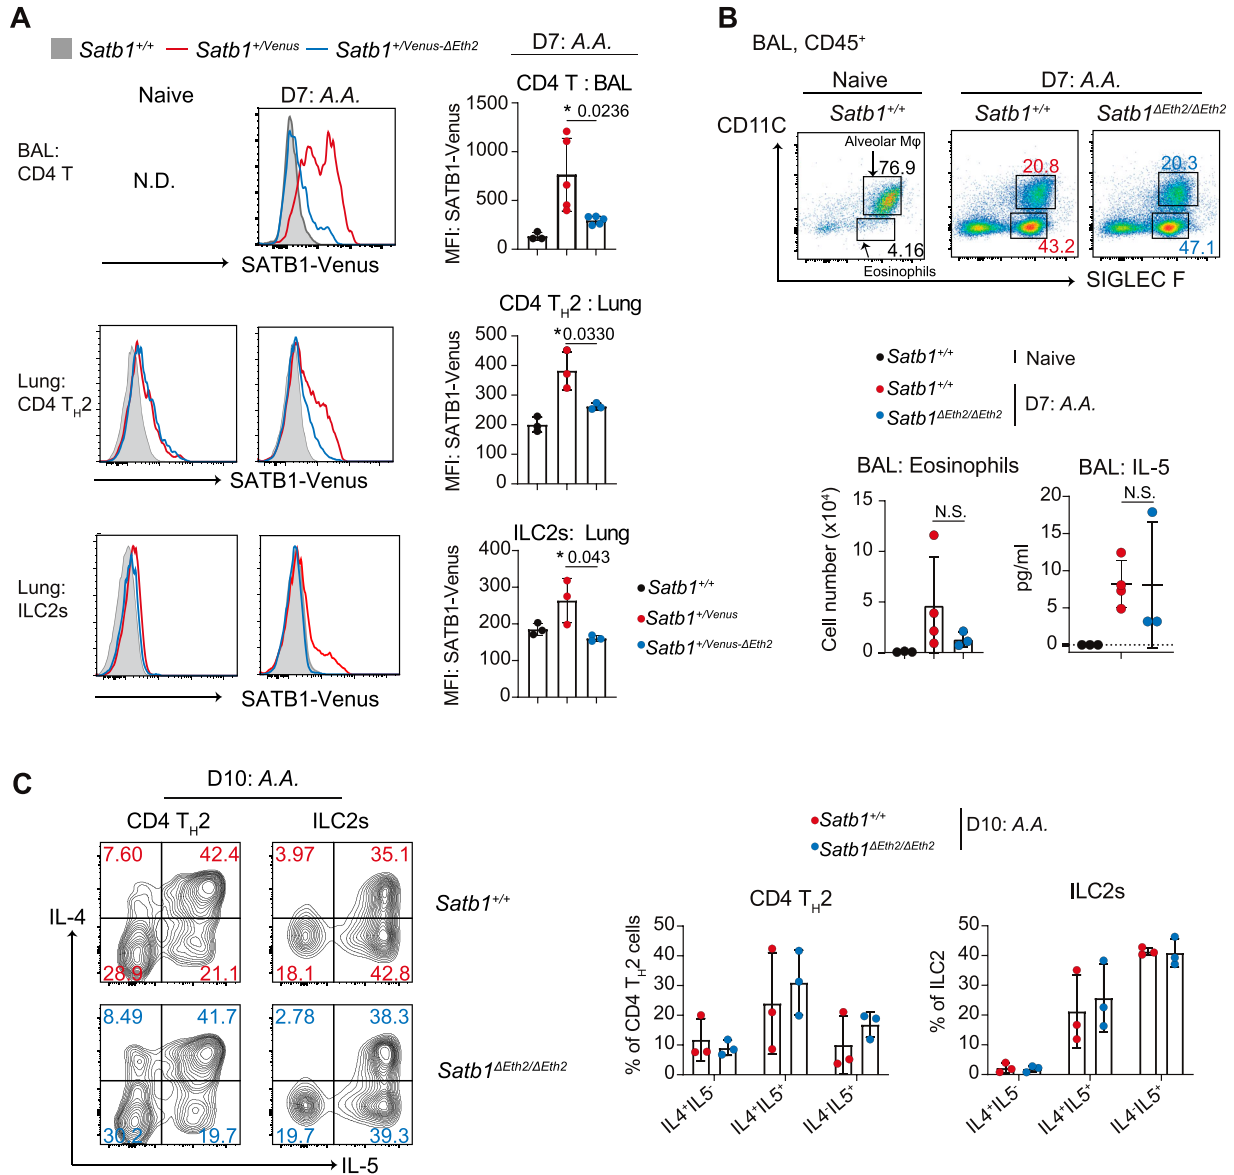 A
Satb1+/+ Satb1+/Venus Satb1+/Venus-ΔEth2
D7: A.A.
Naive D7: A.A.
BAL:
CD4 T
N.D.
SATB1-Venus
CD4 T : BAL
MFI: SATB1-Venus
1500
1000
500
0
* 0.0236
Lung:
CD4 TH2
SATB1-Venus
CD4 TH2 : Lung
MFI: SATB1-Venus
500
400
300
200
100
0
*0.0330
Lung:
ILC2s
SATB1-Venus
ILC2s: Lung
MFI: SATB1-Venus
400
300
200
100
0
* 0.043
Satb1+/+
Satb1+/Venus
Satb1+/Venus-ΔEth2
B
BAL, CD45+
Naive D7: A.A.
Satb1+/+ Satb1+/+ Satb1ΔEth2/ΔEth2
CD11C
Alveolar Mφ
76.9
4.16
Eosinophils
20.8
43.2
20.3
47.1
SIGLEC F
Satb1+/+ Naive
Satb1+/+
Satb1ΔEth2/ΔEth2
D7: A.A.
BAL: Eosinophils
Cell number (x104)
15
10
5
0
N.S.
BAL: IL-5
pg/ml
20
15
10
5
0
N.S.
C
D10: A.A.
CD4 TH2 ILC2s
7.60 42.4
28.9 21.1
3.97 35.1
18.1 42.8
Satb1+/+
IL-4
8.49 41.7
30.2 19.7
2.78 38.3
19.7 39.3
Satb1ΔEth2/ΔEth2
IL-5
Satb1+/+
Satb1ΔEth2/ΔEth2
D10: A.A.
CD4 TH2
% of CD4 TH2 cells
50
40
30
20
10
0
IL4+IL5-
IL4+IL5+
IL4-IL5+
ILC2s
% of ILC2
50
40
30
20
10
0
IL4+IL5-
IL4+IL5+
IL4-IL5+